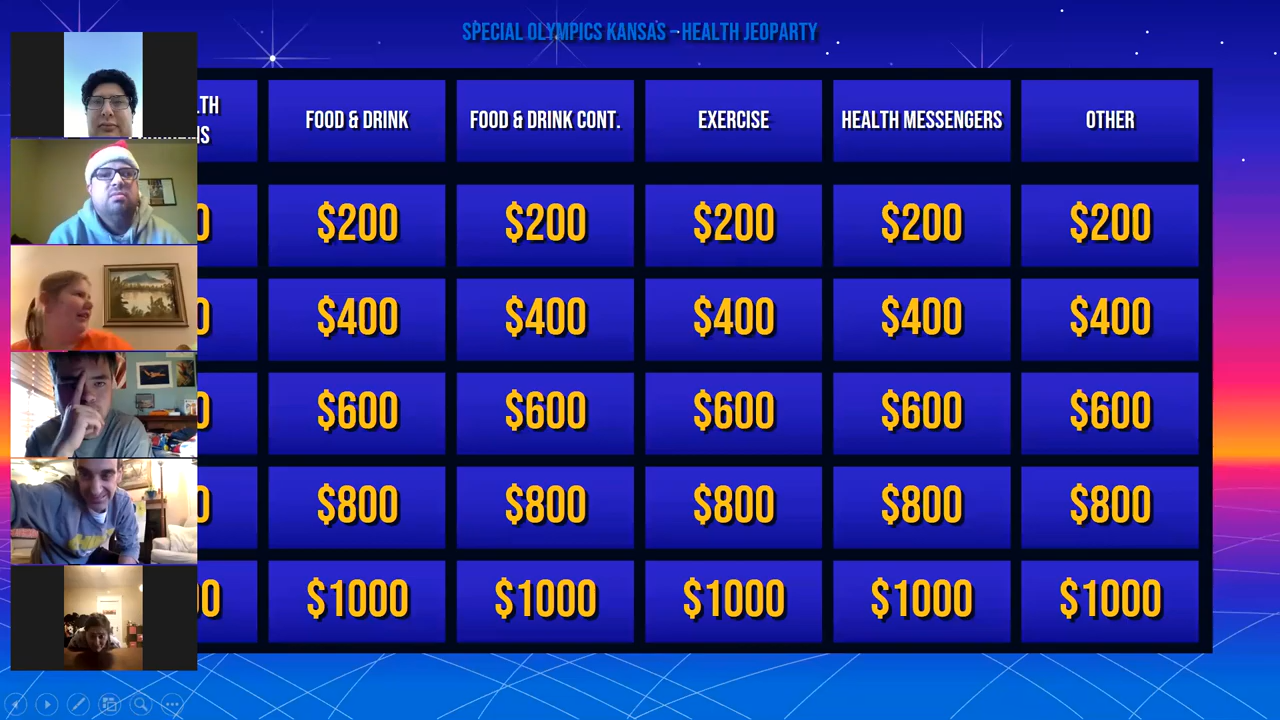 SPECIAL OLYMPICS KANSAS – HEALTH JEOPARTY
FOOD & DRINK
FOOD & DRINK CONT.
EXERCISE
HEALTH MESSENGERS
OTHER
$200 $200 $200 $200 $200
$400 $400 $400 $400 $400
$600 $600 $600 $600 $600
$800 $800 $800 $800 $800
$1000 $1000 $1000 $1000 $1000